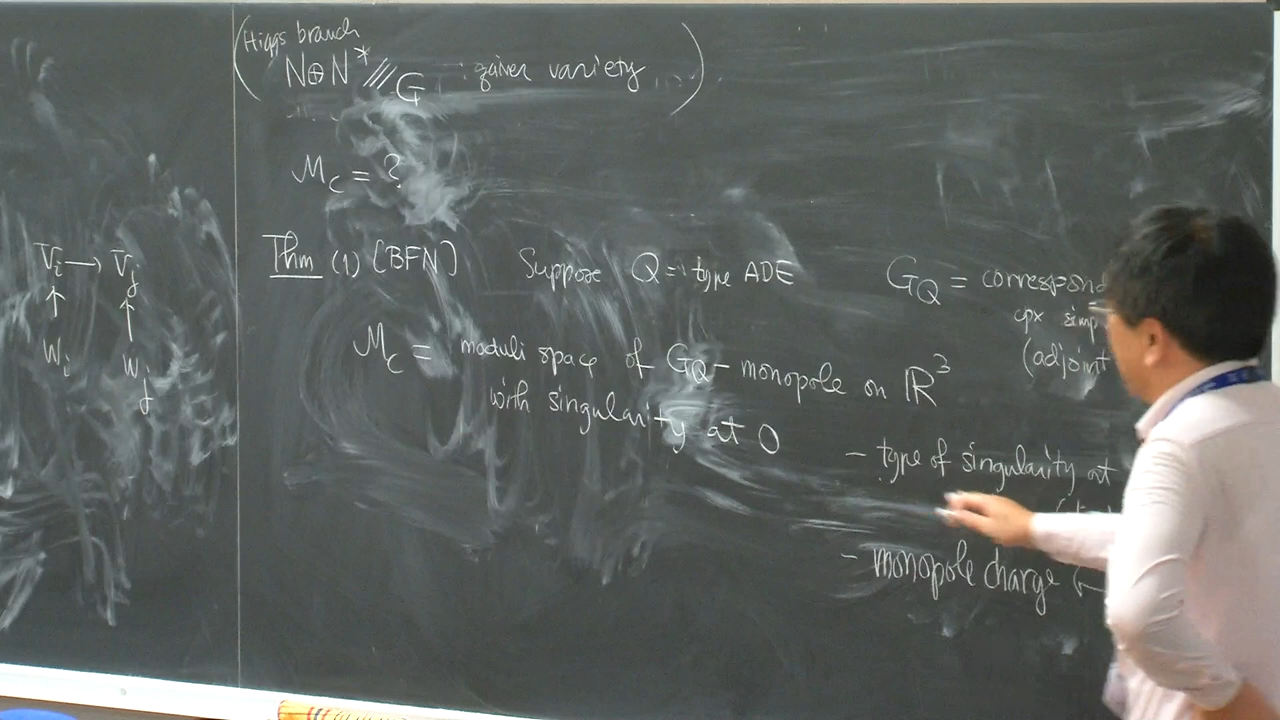 V_i → V_j
↑ ↑
W_i W_j
(Higgs branch
N⊕N*///G : quiver variety)
M_C = ?
Thm (1) [BFN] Suppose Q = type ADE
G_Q = correspond
cpx simp
(adjoint
M_C = moduli space of G_Q-monopole on ℝ³
with singularity at 0
- type of singularity at
- monopole charge (←